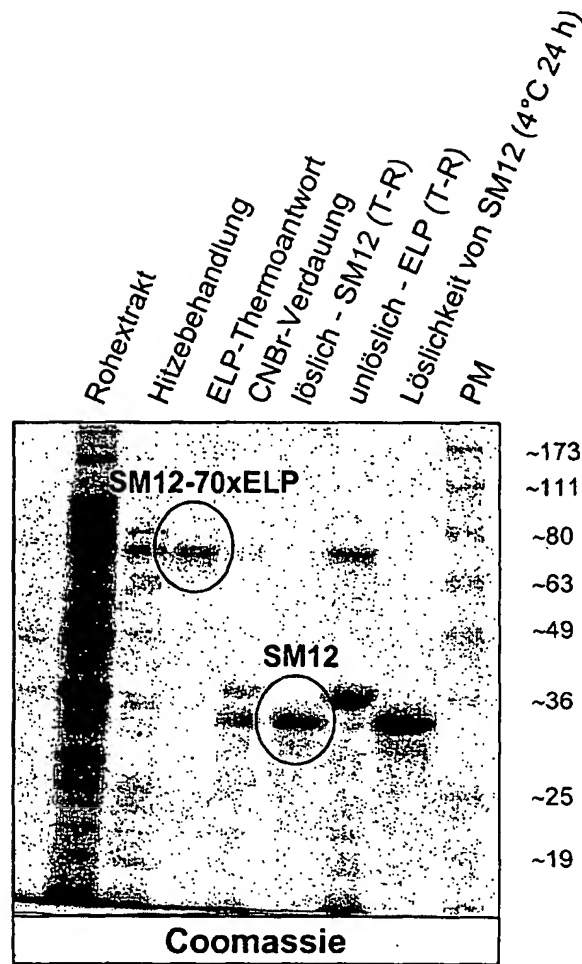 Rohextrakt
Hitzebehandlung
ELP-Thermoantwort
CNBr-Verdauung
löslich - SM12 (T-R)
unlöslich - ELP (T-R)
Löslichkeit von SM12 (4°C 24 h)
PM
SM12-70xELP
SM12
~173
~111
~80
~63
~49
~36
~25
~19
Coomassie